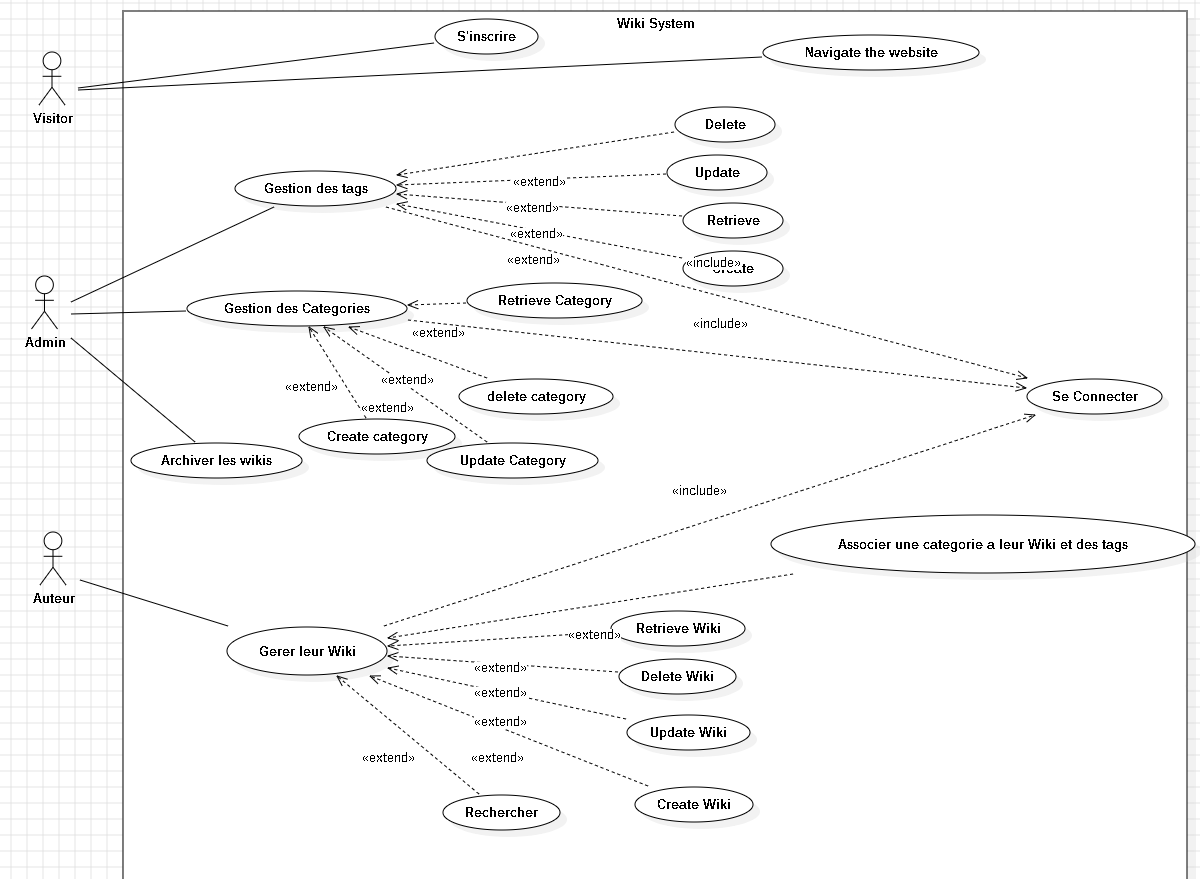 Wiki System
S'inscrire
Navigate the website
Visitor
Delete
Update
«extend»
Gestion des tags
«extend»
Retrieve
«extend»
«extend»
«include»
Gestion des Categories
Retrieve Category
«include»
«extend»
Admin
«extend»
«extend»
delete category
Se Connecter
«extend»
Create category
Archiver les wikis
Update Category
«include»
Associer une categorie a leur Wiki et des tags
Auteur
Retrieve Wiki
«extend»
Gerer leur Wiki
«extend»
Delete Wiki
«extend»
«extend»
Update Wiki
«extend»
«extend»
Create Wiki
Rechercher